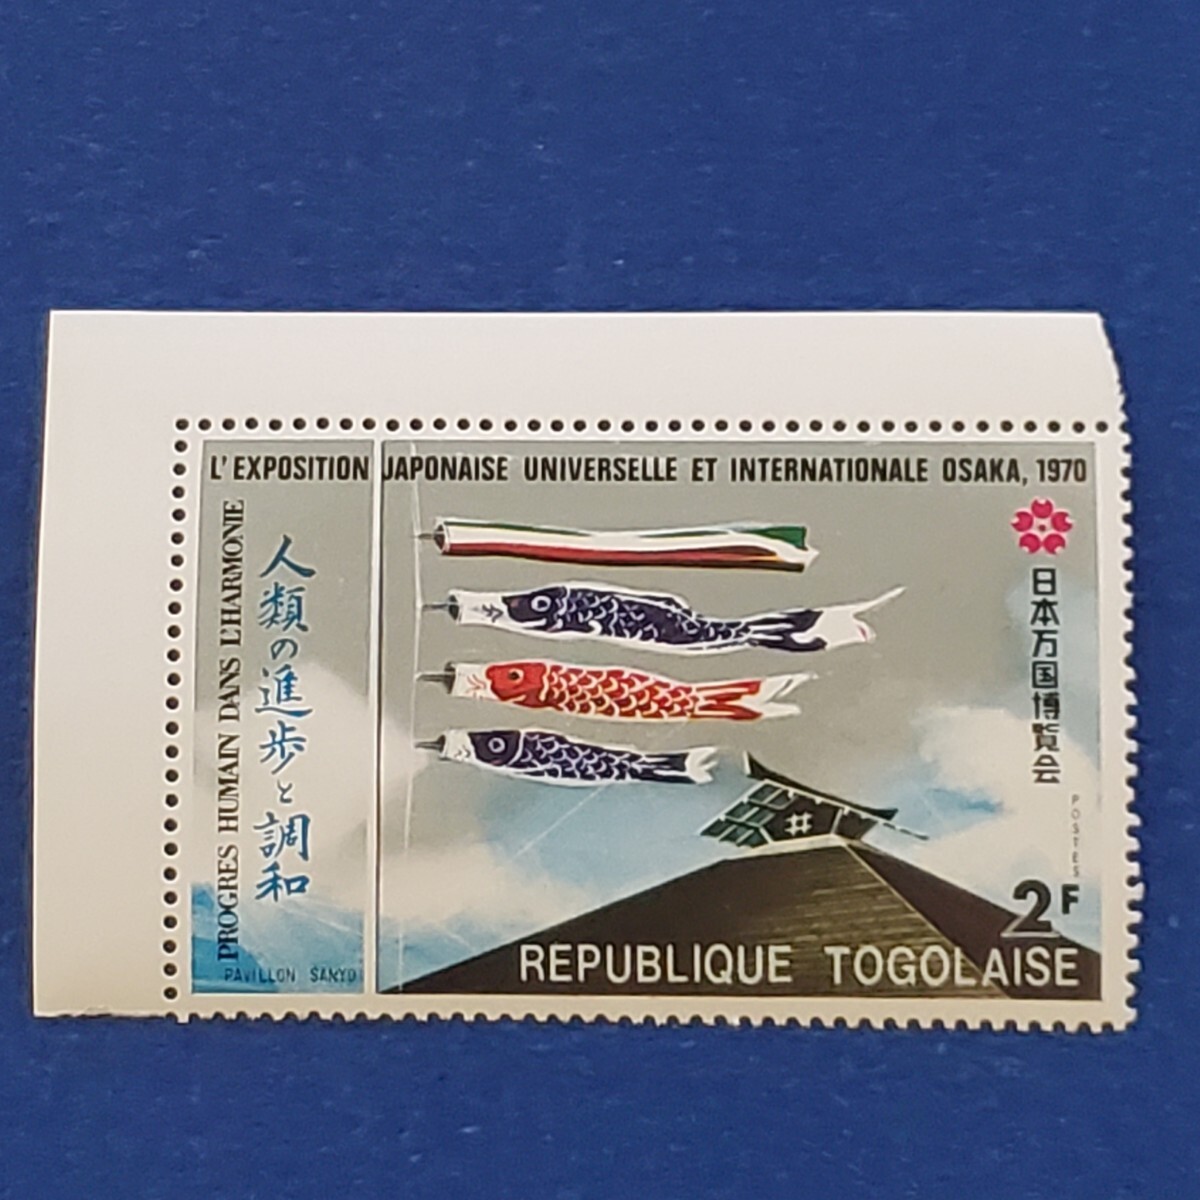 L'EXPOSITION JAPONAISE UNIVERSELLE ET INTERNATIONALE OSAKA, 1970
PROGRES HUMAIN DANS L'HARMONIE
人類の進歩と調和
PAVILLON SANYO
日本万国博覧会
POSTES
2F
REPUBLIQUE TOGOLAISE